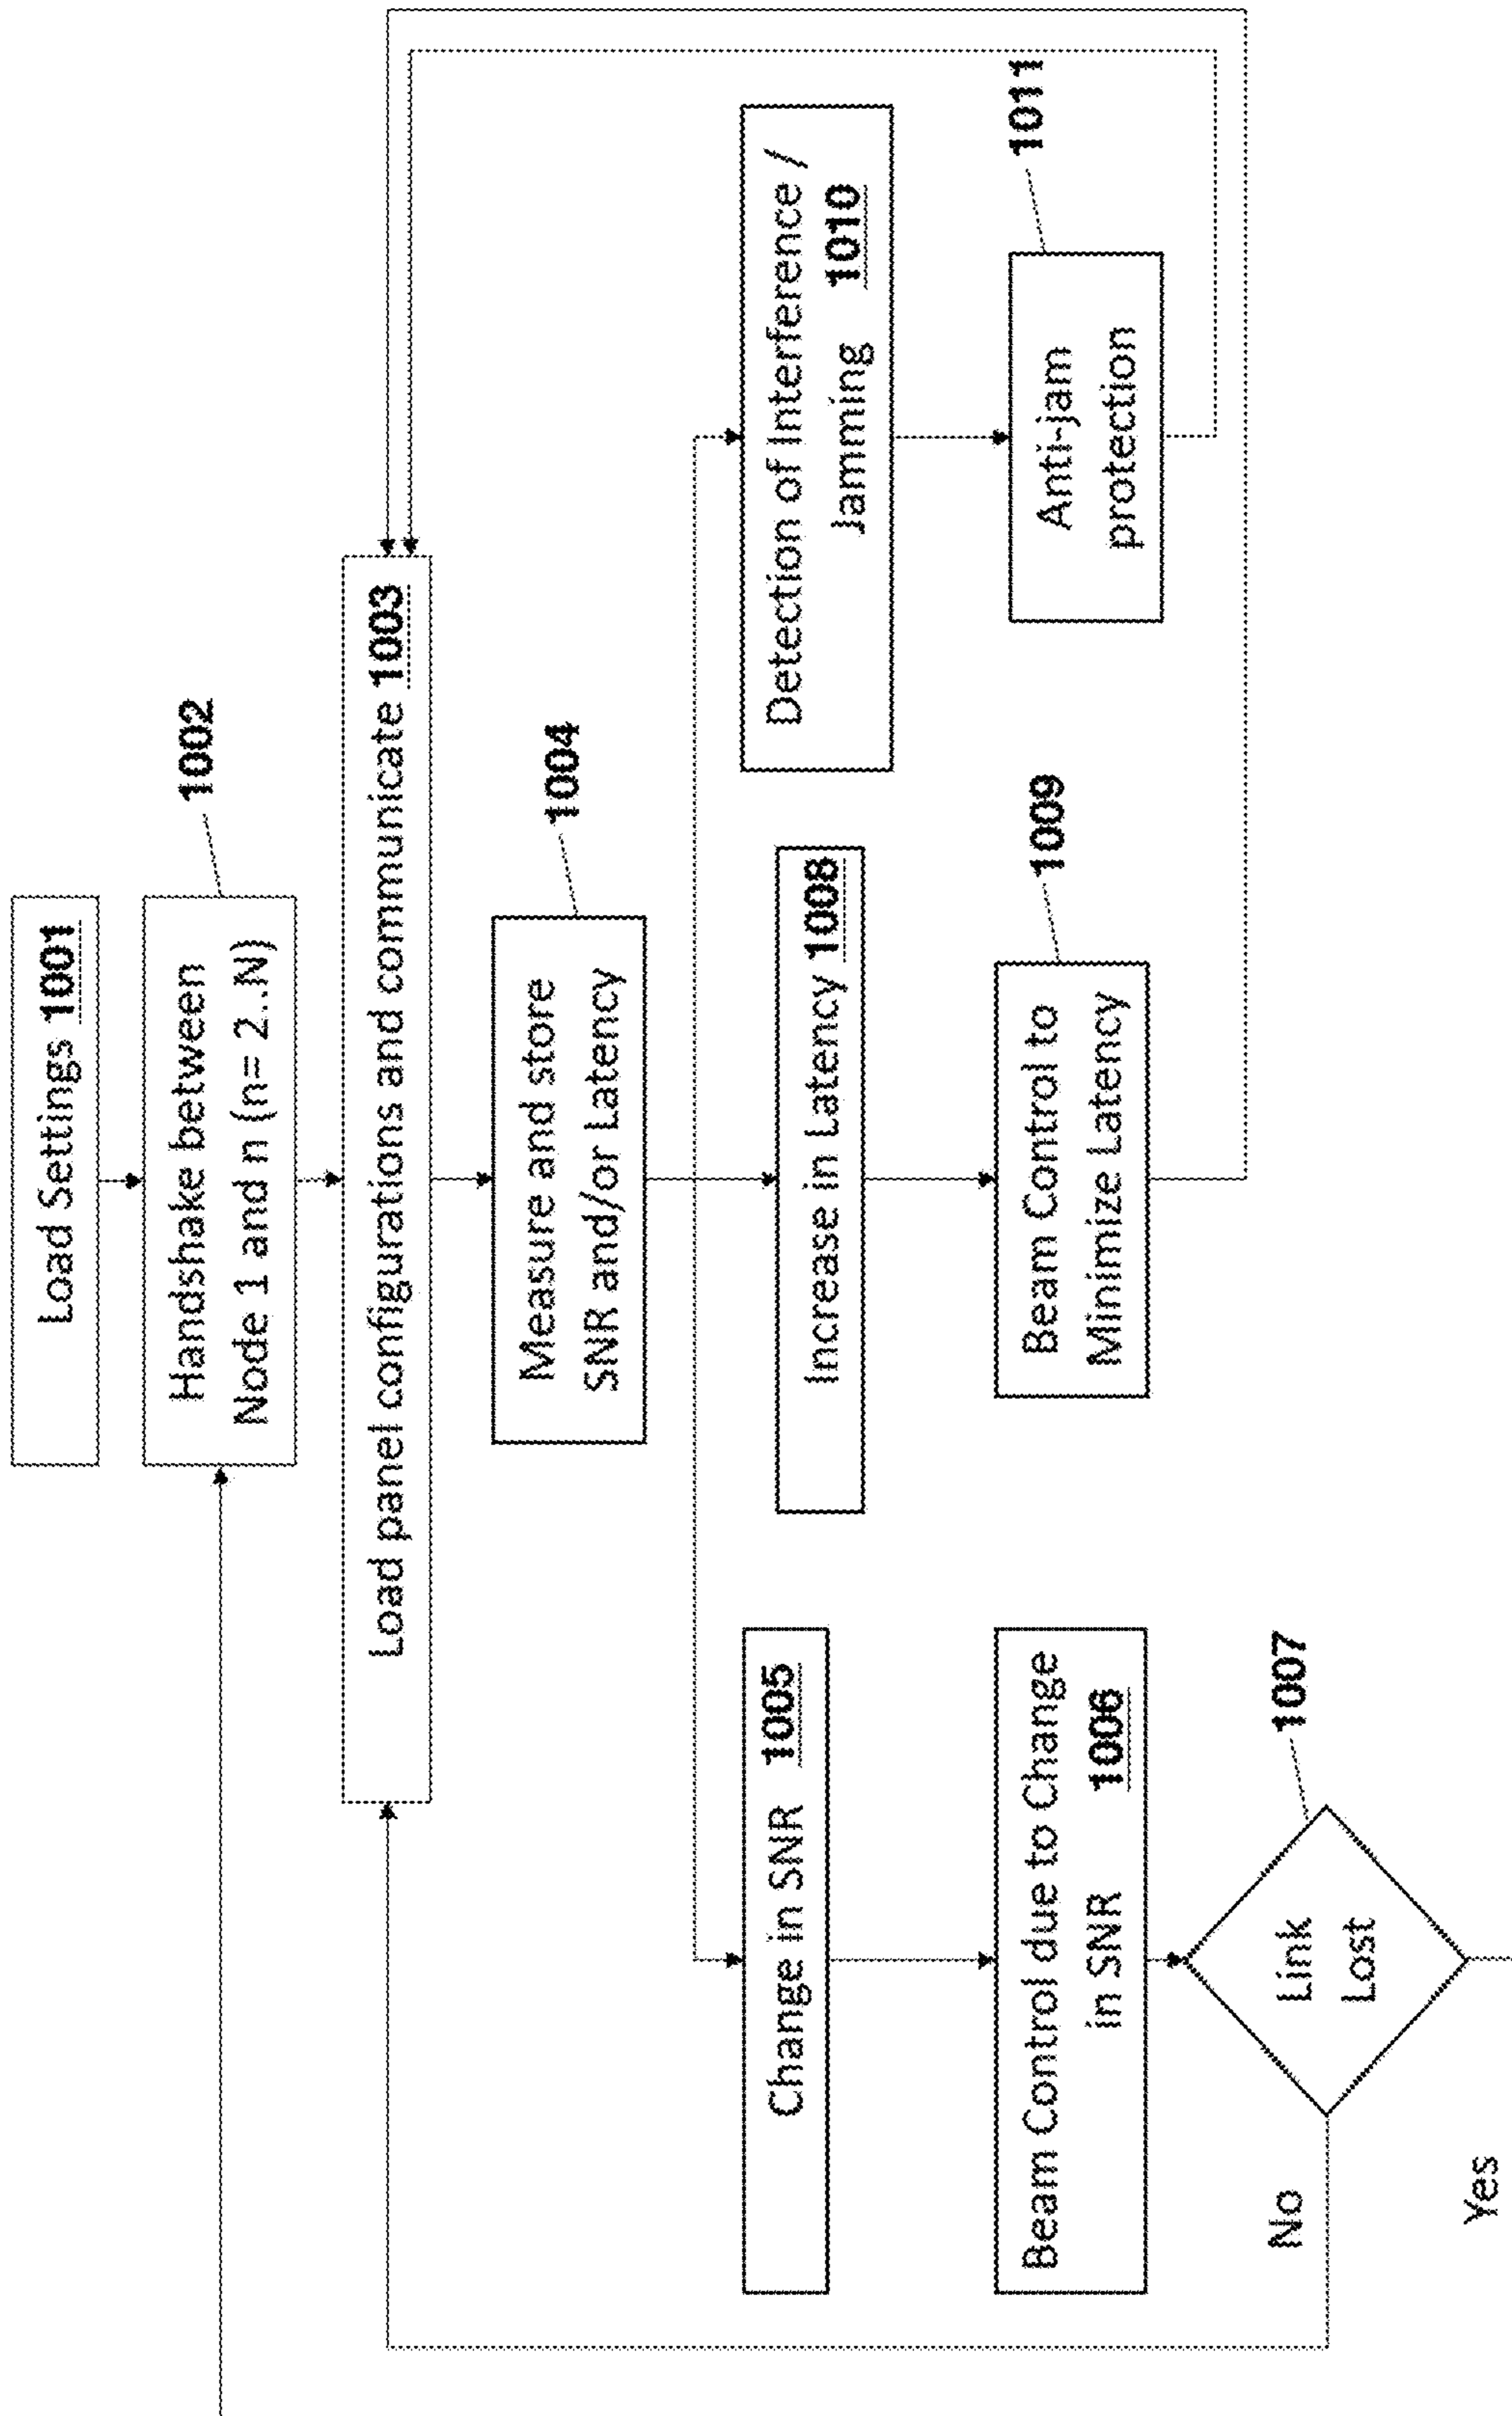 Load Settings 1001
Handshake between
Node 1 and n (n= 2..N)
1002
Load panel configurations and communicate 1003
Measure and store
SNR and/or Latency
1004
Change in SNR 1005
Increase in Latency 1008
Detection of Interference /
Jamming 1010
Beam Control due to Change
in SNR 1006
Beam Control to
Minimize Latency
1009
Anti-jam
protection
1011
Link
Lost
1007
No
Yes